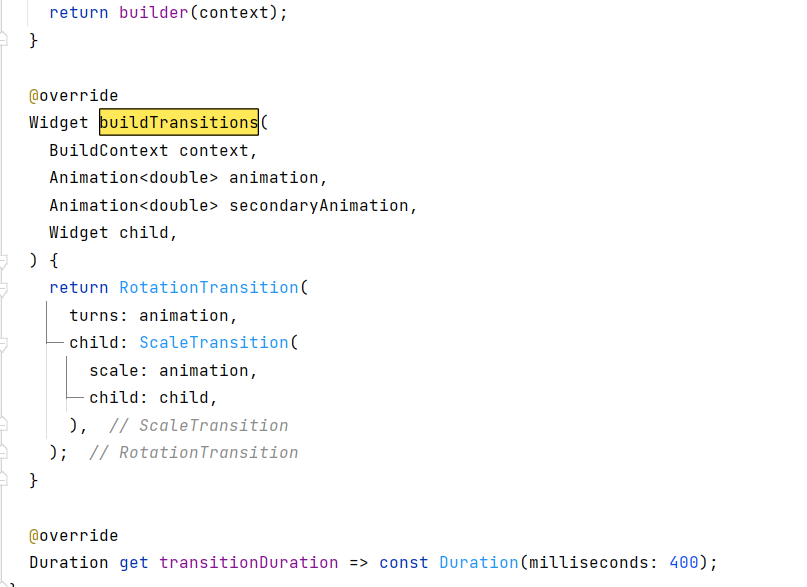 return builder(context);
}
@override
Widget buildTransitions(
BuildContext context,
Animation<double> animation,
Animation<double> secondaryAnimation,
Widget child,
) {
return RotationTransition(
turns: animation,
child: ScaleTransition(
scale: animation,
child: child,
), // ScaleTransition
); // RotationTransition
}
@override
Duration get transitionDuration => const Duration(milliseconds: 400);
}